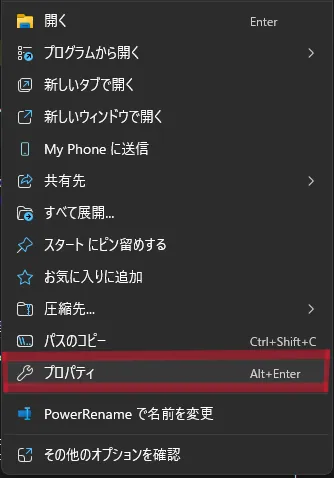 開く Enter
プログラムから開く
新しいタブで開く
新しいウィンドウで開く
My Phone に送信
共有先
すべて展開...
スタート にピン留めする
お気に入りに追加
圧縮先...
パスのコピー Ctrl+Shift+C
プロパティ Alt+Enter
PowerRename で名前を変更
その他のオプションを確認